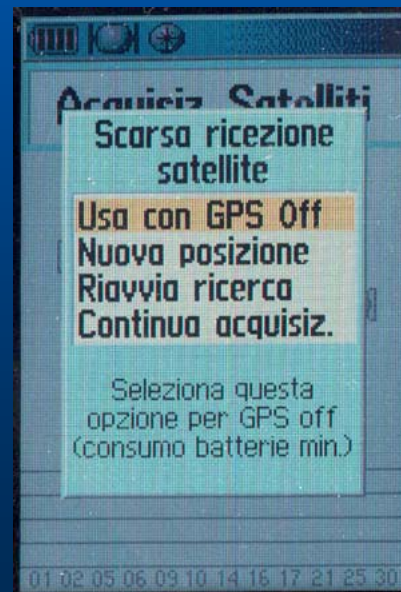 Acquisiz. Satelliti
Scarsa ricezione
satellite
Usa con GPS Off
Nuova posizione
Riavvia ricerca
Continua acquisiz.
Seleziona questa
opzione per GPS off
(consumo batterie min.)
01 02 05 06 09 10 14 16 17 21 25 30